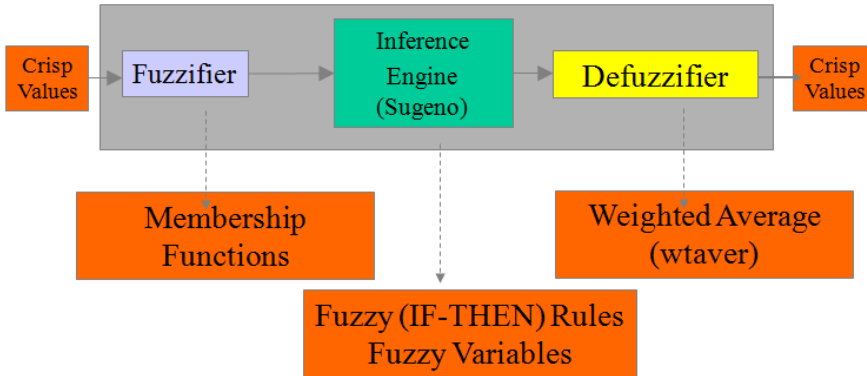 Crisp
Values
Fuzzifier
Inference
Engine
(Sugeno)
Defuzzifier
Crisp
Values
Membership
Functions
Weighted Average
(wtaver)
Fuzzy (IF-THEN) Rules
Fuzzy Variables